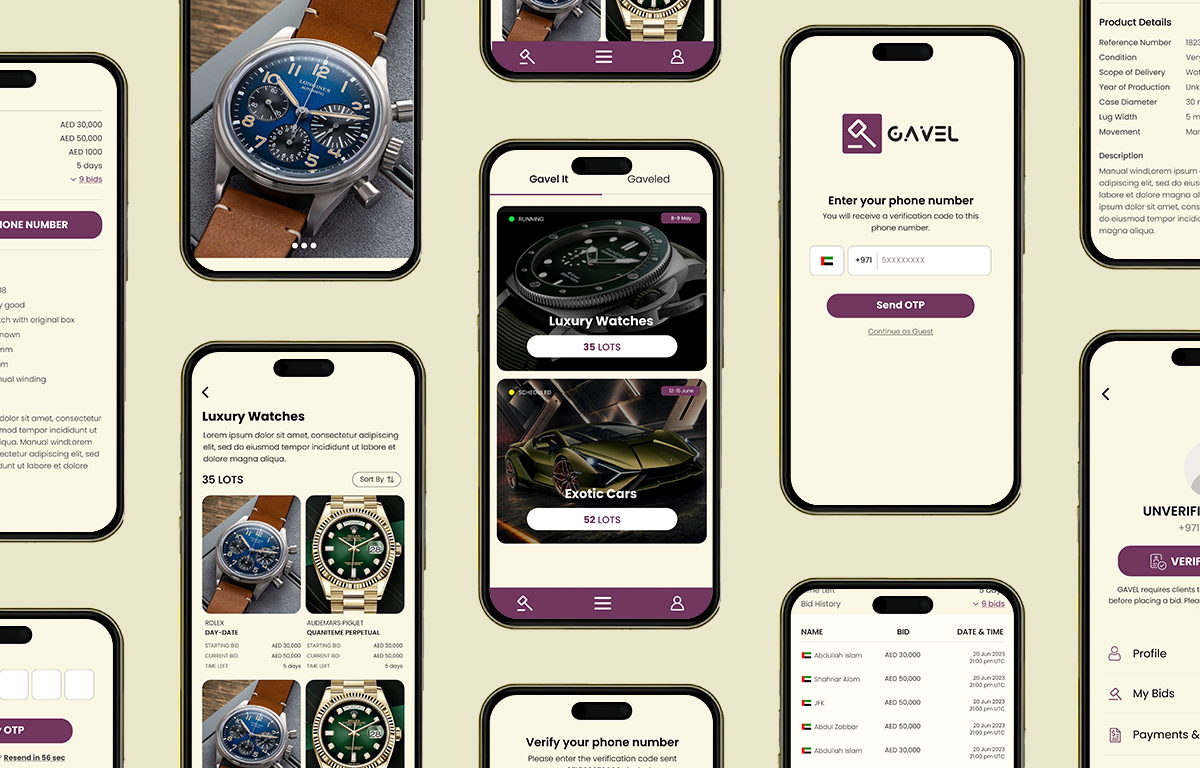 AED 30,000
AED 50,000
AED 1000
5 days
9 bids
HONE NUMBER
y good
tch with original box
nown
mm
m
nual winding
dolor sit amet, consectetur
mod tempor incididunt ut
iqua. Manual windLorem
ectetur adipiscing elit, sed
dunt ut labore et dolore
OTP
Resend in 56 sec
LONGINES
AUTOMATIC
Luxury Watches
Lorem ipsum dolor sit amet, consectetur adipiscing
elit, sed do eiusmod tempor incididunt ut labore et
dolore magna aliqua.
35 LOTS
Sort By
ROLEX
DAY-DATE
STARTING BID AED 30,000
CURRENT BID AED 50,000
TIME LEFT 5 days
AUDEMARS PIGUET
QUANITEME PERPETUAL
STARTING BID AED 30,000
CURRENT BID AED 50,000
TIME LEFT 5 days
Gavel It
Gaveled
RUNNING
8-9 May
Luxury Watches
35 LOTS
SCHEDULED
12-15 June
Exotic Cars
52 LOTS
Verify your phone number
Please enter the verification code sent
GAVEL
Enter your phone number
You will receive a verification code to this
phone number.
+971 5XXXXXXXX
Send OTP
Continue as Guest
Bid History 9 bids
NAME BID DATE & TIME
Abdullah Islam AED 30,000 20 Jun 2023
21:00 pm UTC
Shahriar Alam AED 50,000 20 Jun 2023
21:00 pm UTC
JFK AED 50,000 20 Jun 2023
21:00 pm UTC
Abdul Zabbar AED 50,000 20 Jun 2023
21:00 pm UTC
Abdullah Islam AED 30,000 20 Jun 2023
21:00 pm UTC
Product Details
Reference Number 1823
Condition Very
Scope of Delivery Wat
Year of Production Unk
Case Diameter 30 m
Lug Width 5 m
Movement Man
Description
Manual windLorem ipsum
adipiscing elit, sed do eius
labore et dolore magna al
ipsum dolor sit amet, cons
do eiusmod tempor incidid
magna aliqua.
UNVERIFI
+971
VERIF
GAVEL requires clients t
before placing a bid. Plea
Profile
My Bids
Payments &